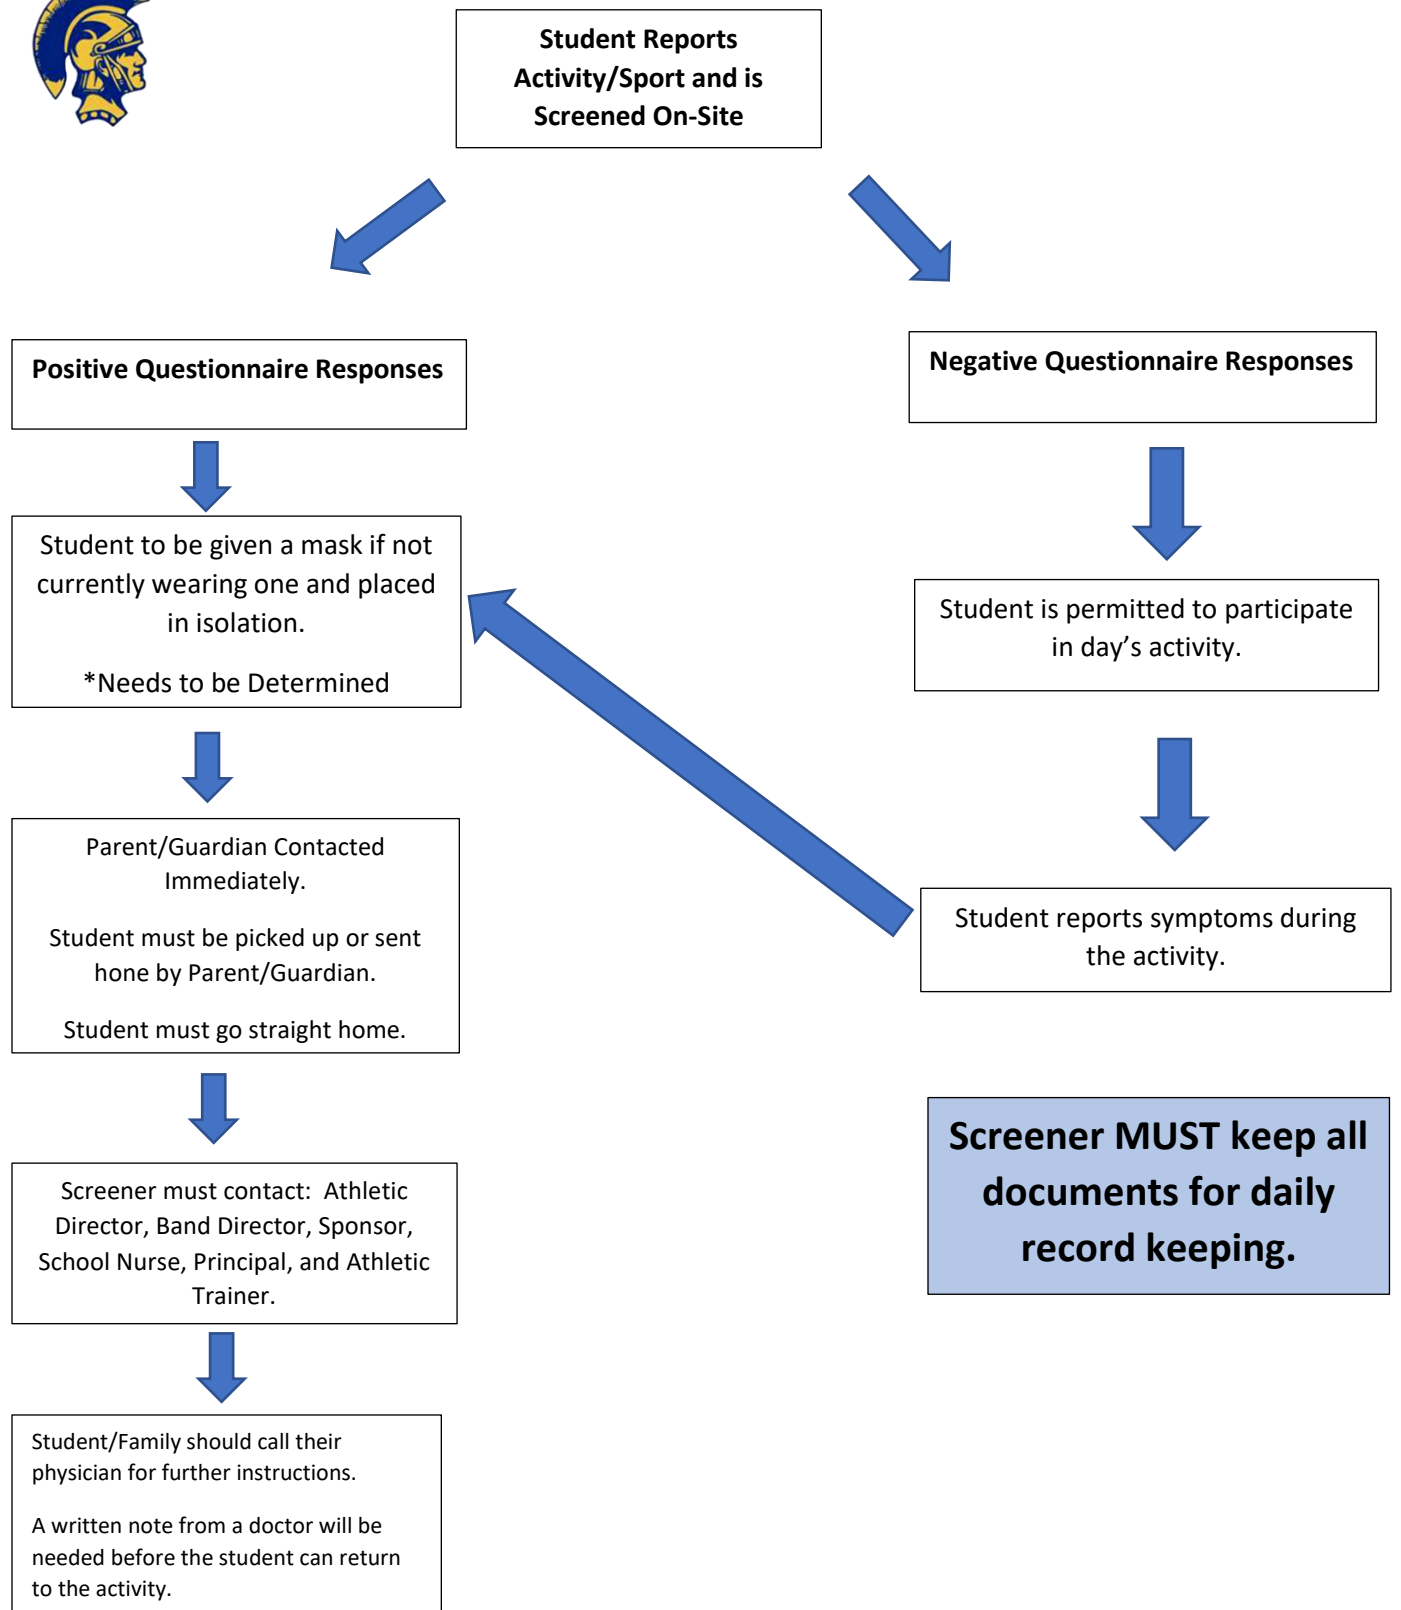 Student Reports
Activity/Sport and is
Screened On-Site
Positive Questionnaire Responses
Negative Questionnaire Responses
Student to be given a mask if not
currently wearing one and placed
in isolation.
*Needs to be Determined
Student is permitted to participate
in day’s activity.
Parent/Guardian Contacted
Immediately.
Student must be picked up or sent
hone by Parent/Guardian.
Student must go straight home.
Student reports symptoms during
the activity.
Screener MUST keep all
documents for daily
record keeping.
Screener must contact:  Athletic
Director, Band Director, Sponsor,
School Nurse, Principal, and Athletic
Trainer.
Student/Family should call their
physician for further instructions.
A written note from a doctor will be
needed before the student can return
to the activity.